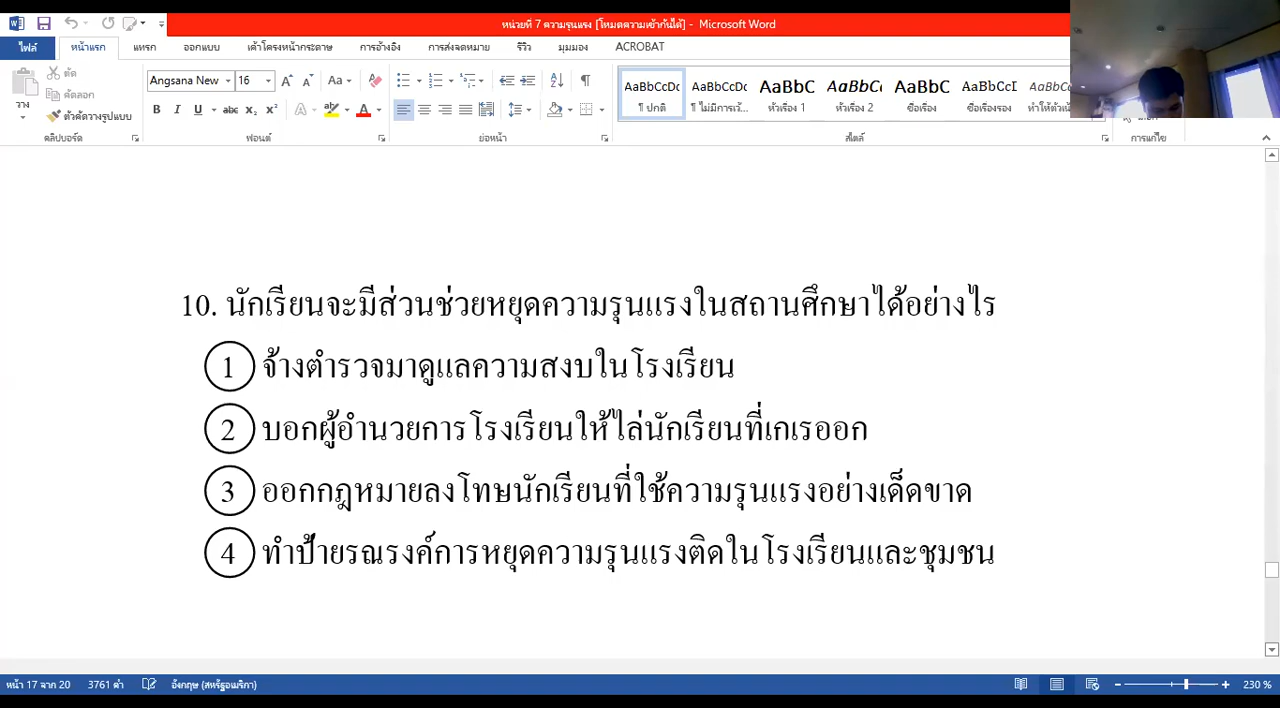 หน่วยที่ 7 ความรุนแรง [โหมดความเข้ากันได้] - Microsoft Word
ไฟล์ หน้าแรก แทรก ออกแบบ เค้าโครงหน้ากระดาษ การอ้างอิง การส่งจดหมาย รีวิว มุมมอง ACROBAT
วาง ตัด คัดลอก ตัวคัดวางรูปแบบ
Angsana New 16
AaBbCcDc AaBbCcDc AaBbC AaBbC AaBbC AaBbCcI AaBbCcD
¶ ปกติ ¶ ไม่มีการเว้... หัวเรื่อง 1 หัวเรื่อง 2 ชื่อเรื่อง ชื่อเรื่องรอง ทำให้ตัวเน้...
คลิปบอร์ด ฟอนต์ ย่อหน้า สไตล์ การแก้ไข
10. นักเรียนจะมีส่วนช่วยหยุดความรุนแรงในสถานศึกษาได้อย่างไร
1 จ้างตำรวจมาดูแลความสงบในโรงเรียน
2 บอกผู้อำนวยการโรงเรียนให้ไล่นักเรียนที่เกเรออก
3 ออกกฎหมายลงโทษนักเรียนที่ใช้ความรุนแรงอย่างเด็ดขาด
4 ทำป้ายรณรงค์การหยุดความรุนแรงติดในโรงเรียนและชุมชน
หน้า 17 จาก 20 3761 คำ อังกฤษ (สหรัฐอเมริกา) 230 %